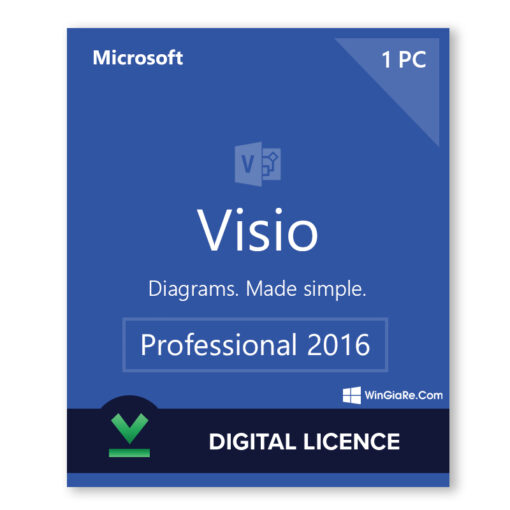 Microsoft
1 PC
V
Visio
Diagrams. Made simple.
Professional 2016
WinGiaRe.Com
DIGITAL LICENCE